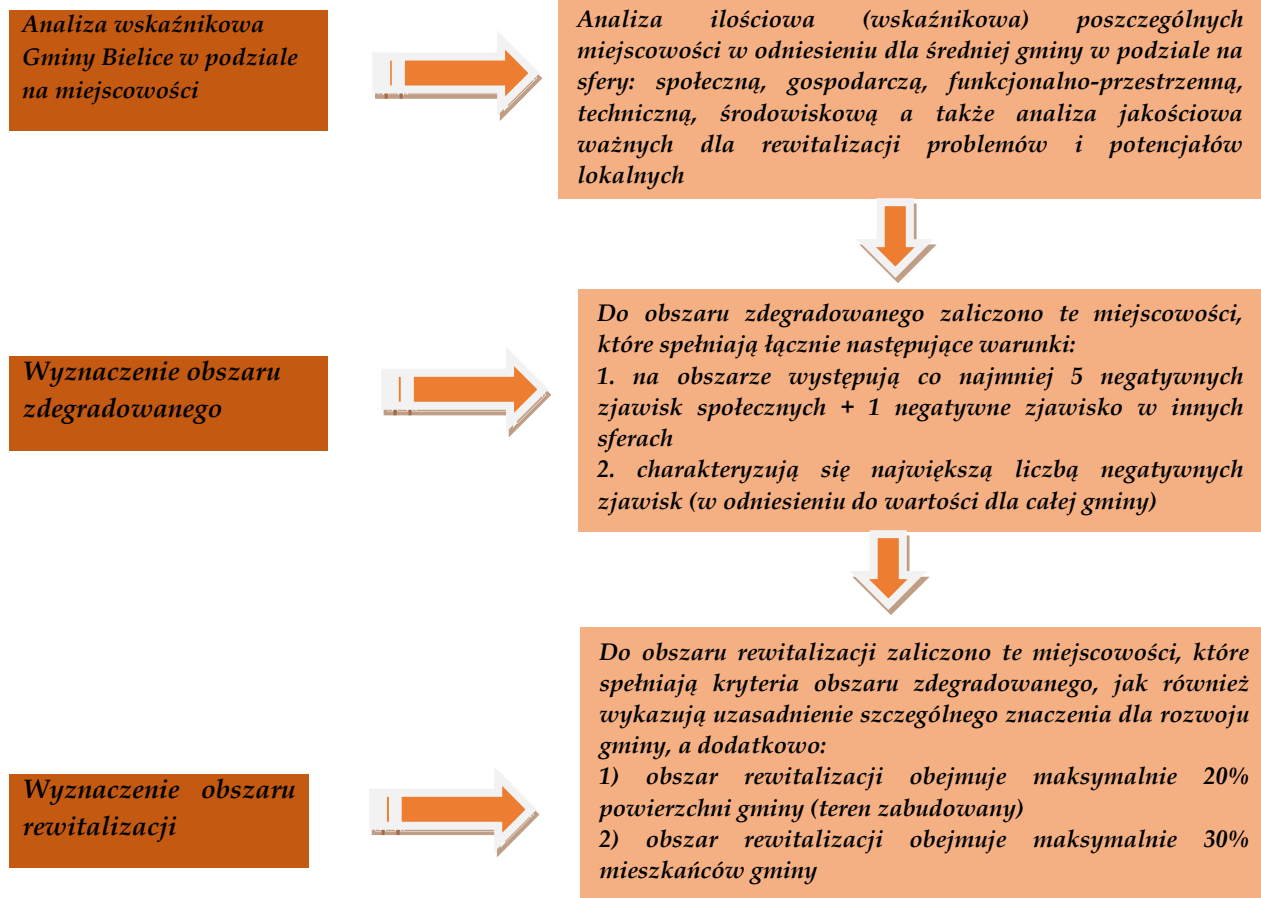 Analiza wskaźnikowa
Gminy Bielice w podziale
na miejscowości
Analiza ilościowa (wskaźnikowa) poszczególnych
miejscowości w odniesieniu dla średniej gminy w podziale na
sfery: społeczną, gospodarczą, funkcjonalno-przestrzenną,
techniczną, środowiskową a także analiza jakościowa
ważnych dla rewitalizacji problemów i potencjałów
lokalnych
Wyznaczenie obszaru
zdegradowanego
Do obszaru zdegradowanego zaliczono te miejscowości,
które spełniają łącznie następujące warunki:
1. na obszarze występują co najmniej 5 negatywnych
zjawisk społecznych + 1 negatywne zjawisko w innych
sferach
2. charakteryzują się największą liczbą negatywnych
zjawisk (w odniesieniu do wartości dla całej gminy)
Wyznaczenie obszaru
rewitalizacji
Do obszaru rewitalizacji zaliczono te miejscowości, które
spełniają kryteria obszaru zdegradowanego, jak również
wykazują uzasadnienie szczególnego znaczenia dla rozwoju
gminy, a dodatkowo:
1) obszar rewitalizacji obejmuje maksymalnie 20%
powierzchni gminy (teren zabudowany)
2) obszar rewitalizacji obejmuje maksymalnie 30%
mieszkańców gminy